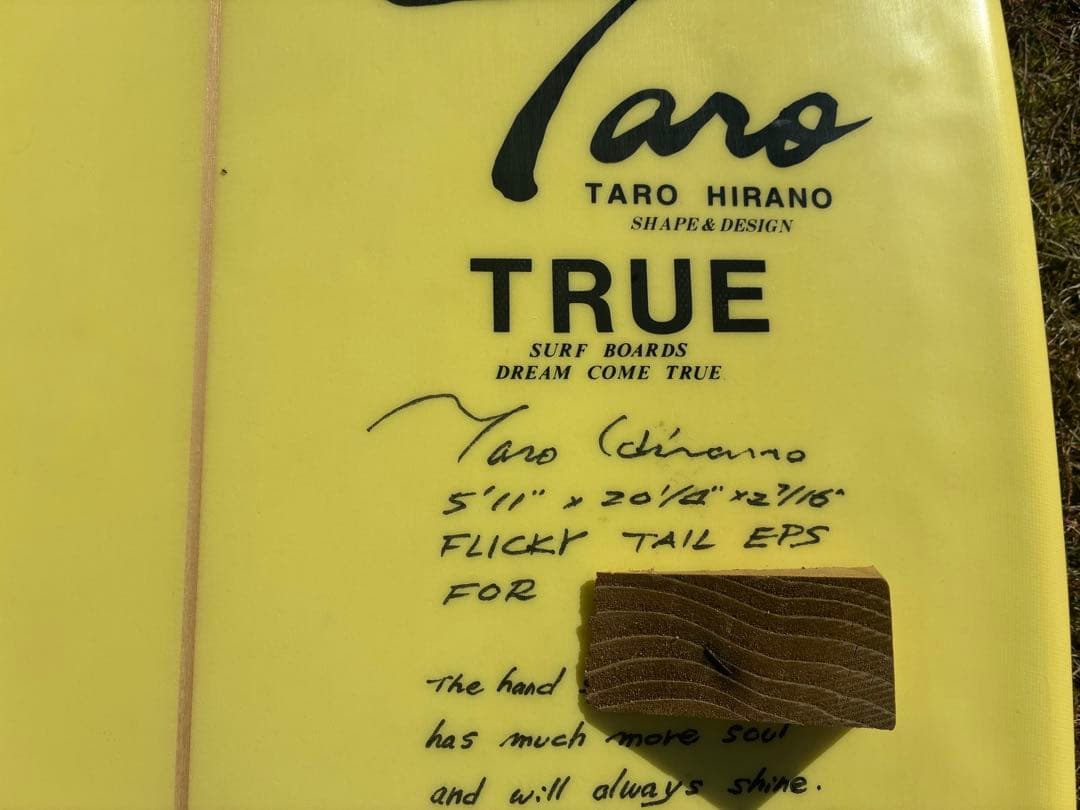 Taro
TARO HIRANO
SHAPE & DESIGN
TRUE
SURF BOARDS
DREAM COME TRUE
Taro Hirano
5'11" x 20 1/4" x 2 7/16"
FLICKY TAIL EPS
FOR
The hand
has much more soul
and will always shine.